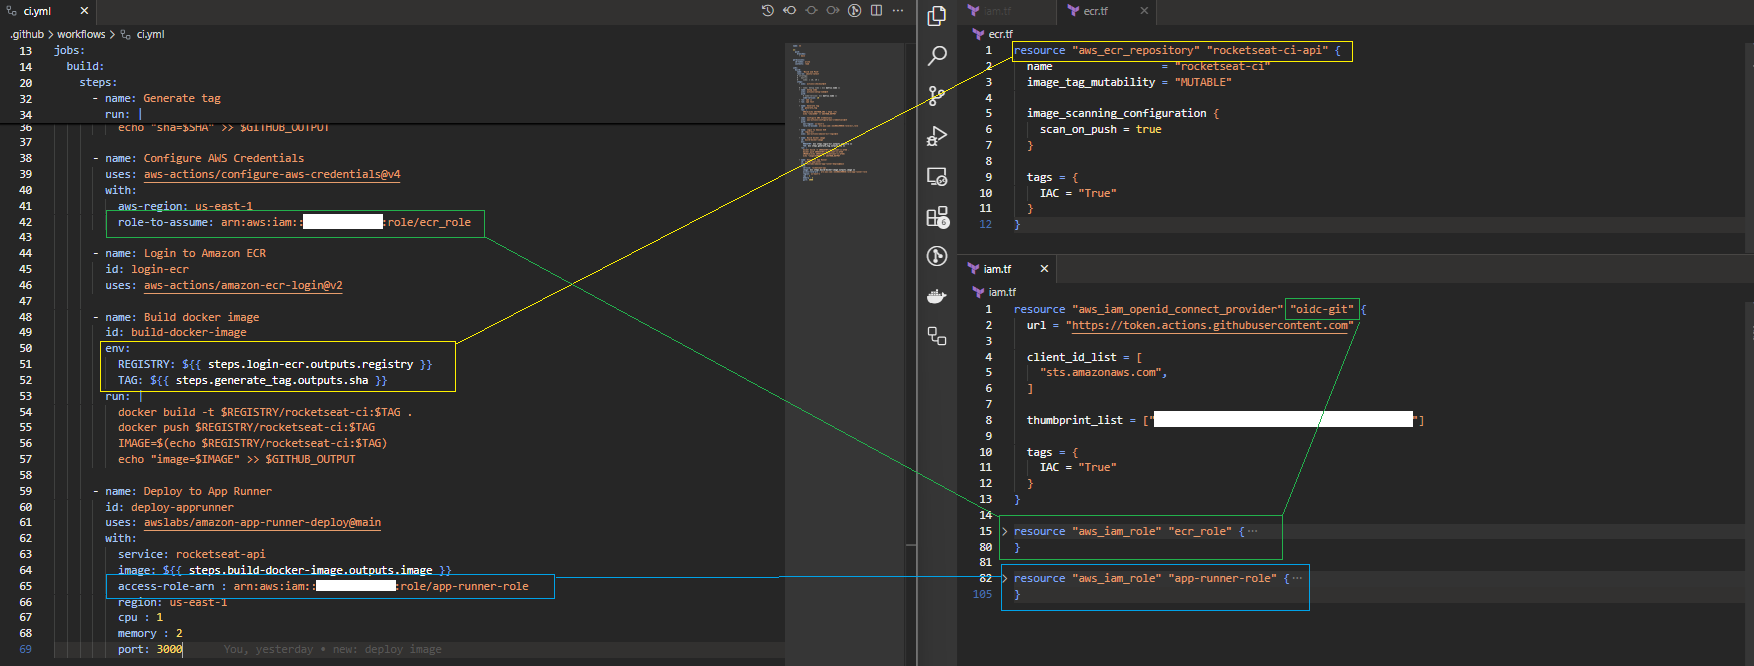 ci.yml
.github > workflows > ci.yml
13 jobs:
14 build:
20 steps:
32 - name: Generate tag
34 run: |
36 echo "sha=$SHA" >> $GITHUB_OUTPUT
37
38 - name: Configure AWS Credentials
39 uses: aws-actions/configure-aws-credentials@v4
40 with:
41 aws-region: us-east-1
42 role-to-assume: arn:aws:iam:: :role/ecr_role
43
44 - name: Login to Amazon ECR
45 id: login-ecr
46 uses: aws-actions/amazon-ecr-login@v2
47
48 - name: Build docker image
49 id: build-docker-image
50 env:
51 REGISTRY: ${{ steps.login-ecr.outputs.registry }}
52 TAG: ${{ steps.generate_tag.outputs.sha }}
53 run: |
54 docker build -t $REGISTRY/rocketseat-ci:$TAG .
55 docker push $REGISTRY/rocketseat-ci:$TAG
56 IMAGE=$(echo $REGISTRY/rocketseat-ci:$TAG)
57 echo "image=$IMAGE" >> $GITHUB_OUTPUT
58
59 - name: Deploy to App Runner
60 id: deploy-apprunner
61 uses: awslabs/amazon-app-runner-deploy@main
62 with:
63 service: rocketseat-api
64 image: ${{ steps.build-docker-image.outputs.image }}
65 access-role-arn : arn:aws:iam:: :role/app-runner-role
66 region: us-east-1
67 cpu : 1
68 memory : 2
69 port: 3000 You, yesterday • new: deploy image
6
iam.tf ecr.tf
ecr.tf
1 resource "aws_ecr_repository" "rocketseat-ci-api" {
2 name = "rocketseat-ci"
3 image_tag_mutability = "MUTABLE"
4
5 image_scanning_configuration {
6 scan_on_push = true
7 }
8
9 tags = {
10 IAC = "True"
11 }
12 }
iam.tf
iam.tf
1 resource "aws_iam_openid_connect_provider" "oidc-git" {
2 url = "https://token.actions.githubusercontent.com"
3
4 client_id_list = [
5 "sts.amazonaws.com",
6 ]
7
8 thumbprint_list = [" "]
9
10 tags = {
11 IAC = "True"
12 }
13 }
14
15 resource "aws_iam_role" "ecr_role" {···
80 }
81
82 resource "aws_iam_role" "app-runner-role" {···
105 }